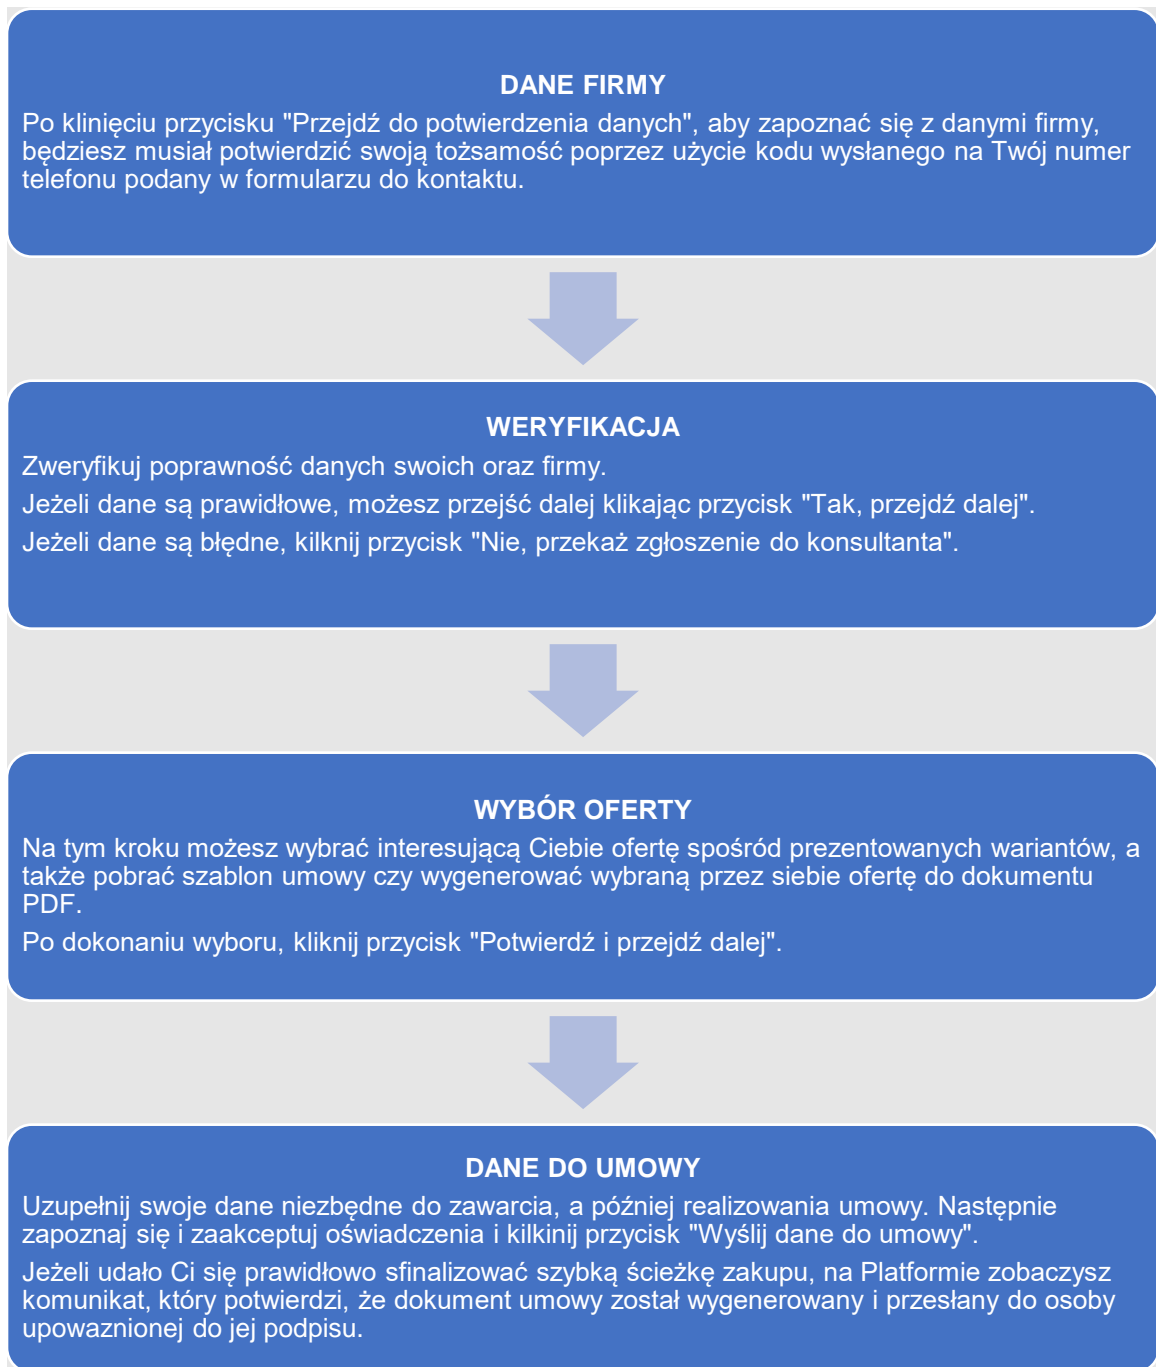 DANE FIRMY
Po klinięciu przycisku "Przejdź do potwierdzenia danych", aby zapoznać się z danymi firmy,
będziesz musiał potwierdzić swoją tożsamość poprzez użycie kodu wysłanego na Twój numer
telefonu podany w formularzu do kontaktu.
WERYFIKACJA
Zweryfikuj poprawność danych swoich oraz firmy.
Jeżeli dane są prawidłowe, możesz przejść dalej klikając przycisk "Tak, przejdź dalej".
Jeżeli dane są błędne, kilknij przycisk "Nie, przekaż zgłoszenie do konsultanta".
WYBÓR OFERTY
Na tym kroku możesz wybrać interesującą Ciebie ofertę spośród prezentowanych wariantów, a
także pobrać szablon umowy czy wygenerować wybraną przez siebie ofertę do dokumentu
PDF.
Po dokonaniu wyboru, kliknij przycisk "Potwierdź i przejdź dalej".
DANE DO UMOWY
Uzupełnij swoje dane niezbędne do zawarcia, a później realizowania umowy. Następnie
zapoznaj się i zaakceptuj oświadczenia i kilkinij przycisk "Wyślij dane do umowy".
Jeżeli udało Ci się prawidłowo sfinalizować szybką ścieżkę zakupu, na Platformie zobaczysz
komunikat, który potwierdzi, że dokument umowy został wygenerowany i przesłany do osoby
upowaznionej do jej podpisu.